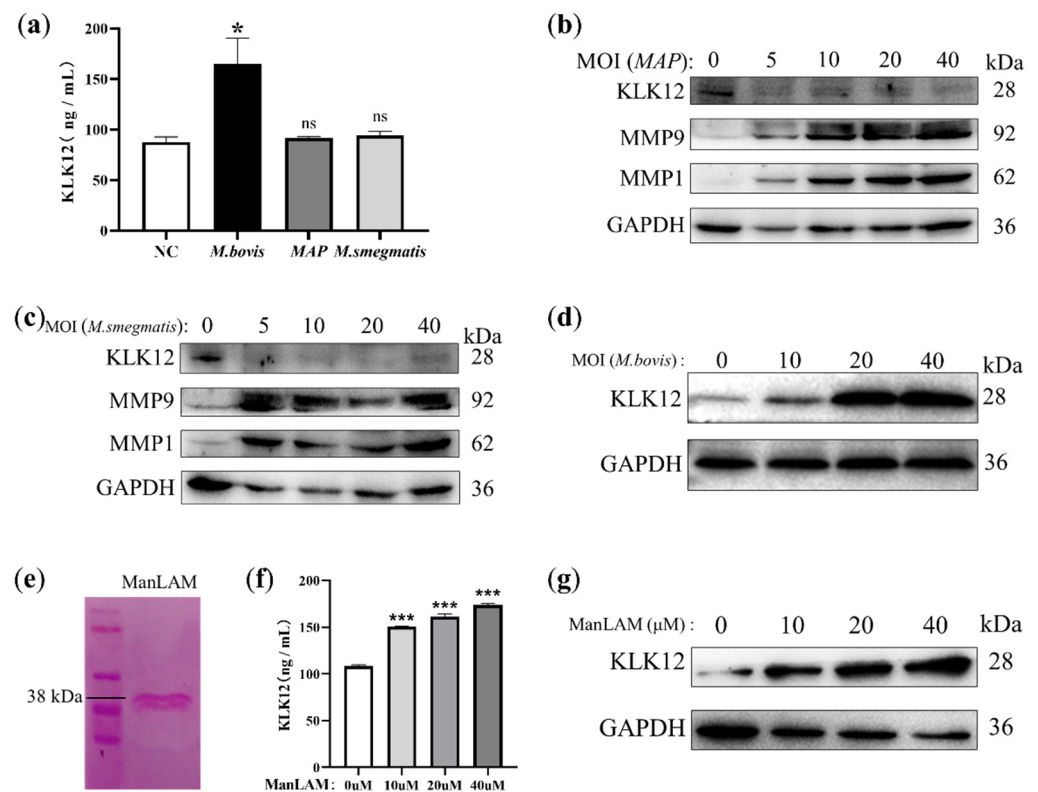 (a)
200
150
100
50
0
KLK12( ng / mL)
*
ns
ns
NC M.bovis MAP M.smegmatis
(b)
MOI (MAP): 0 5 10 20 40 kDa
KLK12 28
MMP9 92
MMP1 62
GAPDH 36
(c)
MOI (M.smegmatis): 0 5 10 20 40 kDa
KLK12 28
MMP9 92
MMP1 62
GAPDH 36
(d)
MOI (M.bovis) : 0 10 20 40 kDa
KLK12 28
GAPDH 36
(e)
ManLAM
38 kDa
(f)
200
150
100
50
0
KLK12(ng / mL)
***
***
***
ManLAM: 0uM 10uM 20uM 40uM
(g)
ManLAM (μM) : 0 10 20 40 kDa
KLK12 28
GAPDH 36